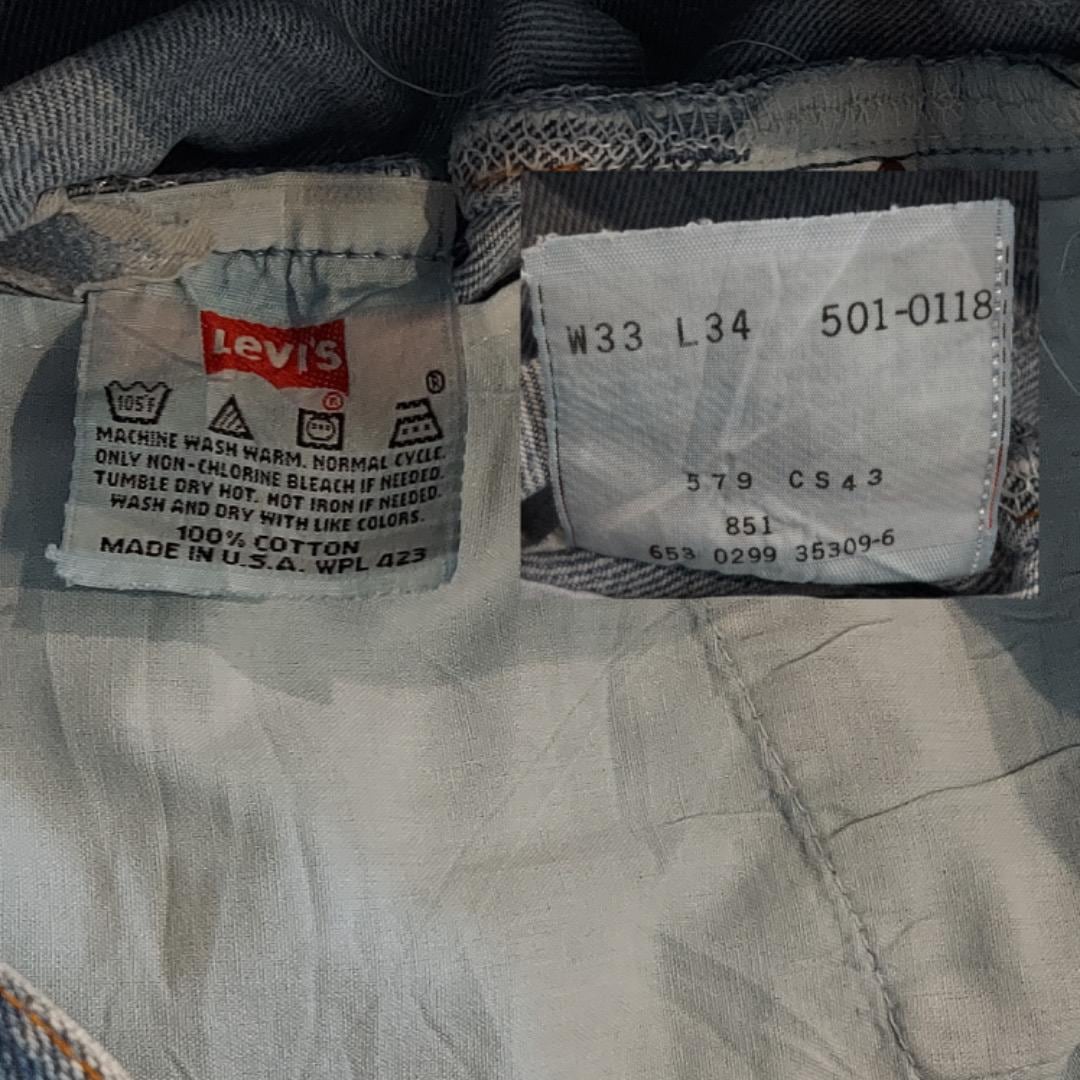 Levi's
®
®
105F
MACHINE WASH WARM. NORMAL CYCLE.
ONLY NON-CHLORINE BLEACH IF NEEDED.
TUMBLE DRY HOT. HOT IRON IF NEEDED.
WASH AND DRY WITH LIKE COLORS.
100% COTTON
MADE IN U.S.A. WPL 423
W33 L34 501-0118
579 CS43
851
653 0299 35309-6